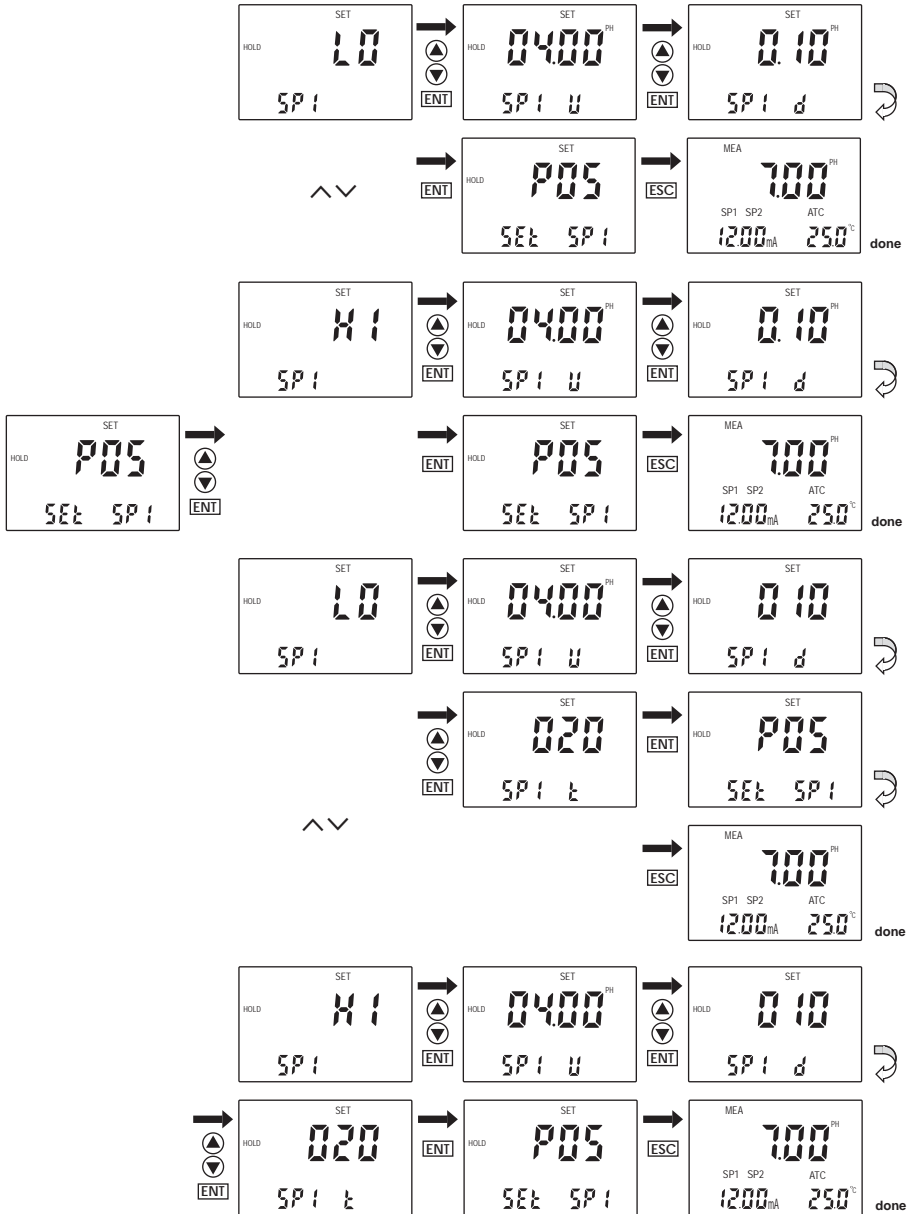 SET
HOLD LO
SP1
ENT
SET
HOLD 04.00 PH
SP1 U
ENT
SET
HOLD 0.10 PH
SP1 d
ENT
SET
HOLD POS
SEt SP1
ESC
MEA
7.00 PH
SP1 SP2 ATC
12.00 mA 25.0 °C
done
SET
HOLD HI
SP1
ENT
SET
HOLD 04.00 PH
SP1 U
ENT
SET
HOLD 0.10 PH
SP1 d
SET
HOLD POS
SEt SP1
ENT
ENT
SET
HOLD POS
SEt SP1
ESC
MEA
7.00 PH
SP1 SP2 ATC
12.00 mA 25.0 °C
done
SET
HOLD LO
SP1
ENT
SET
HOLD 04.00 PH
SP1 U
ENT
SET
HOLD 010
SP1 d
ENT
SET
HOLD 020
SP1 t
ENT
SET
HOLD POS
SEt SP1
ESC
MEA
7.00 PH
SP1 SP2 ATC
12.00 mA 25.0 °C
done
SET
HOLD HI
SP1
ENT
SET
HOLD 04.00 PH
SP1 U
ENT
SET
HOLD 010
SP1 d
ENT
SET
HOLD 020
SP1 t
ENT
SET
HOLD POS
SEt SP1
ESC
MEA
7.00 PH
SP1 SP2 ATC
12.00 mA 25.0 °C
done